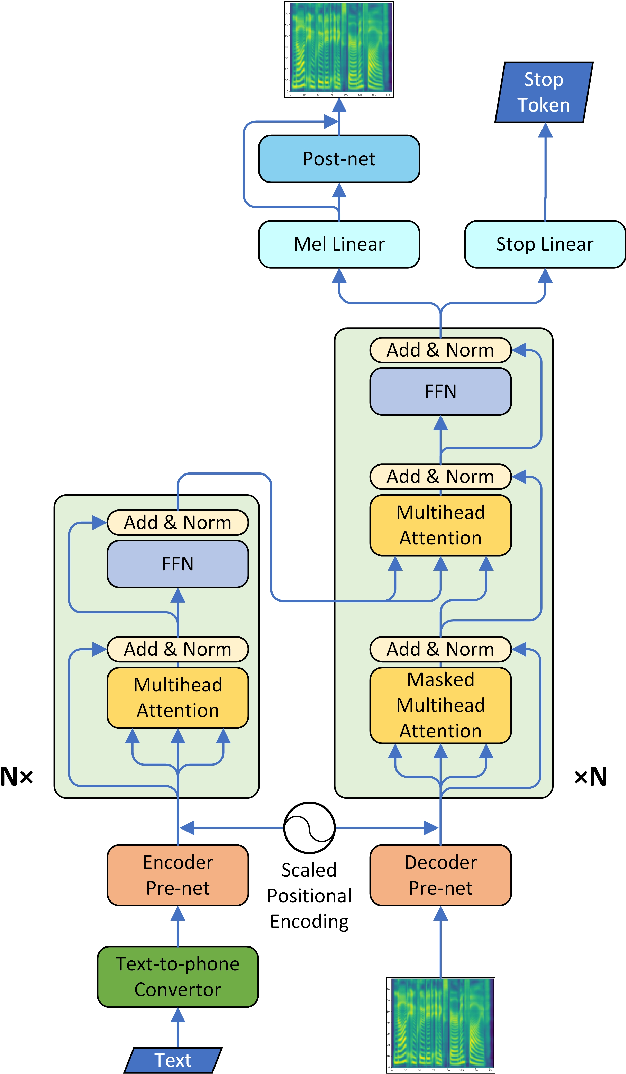 Stop
Token
Post-net
Mel Linear
Stop Linear
Add & Norm
FFN
Add & Norm
Multihead
Attention
Add & Norm
Masked
Multihead
Attention
×N
Add & Norm
FFN
Add & Norm
Multihead
Attention
N×
Encoder
Pre-net
Scaled
Positional
Encoding
Decoder
Pre-net
Text-to-phone
Convertor
Text